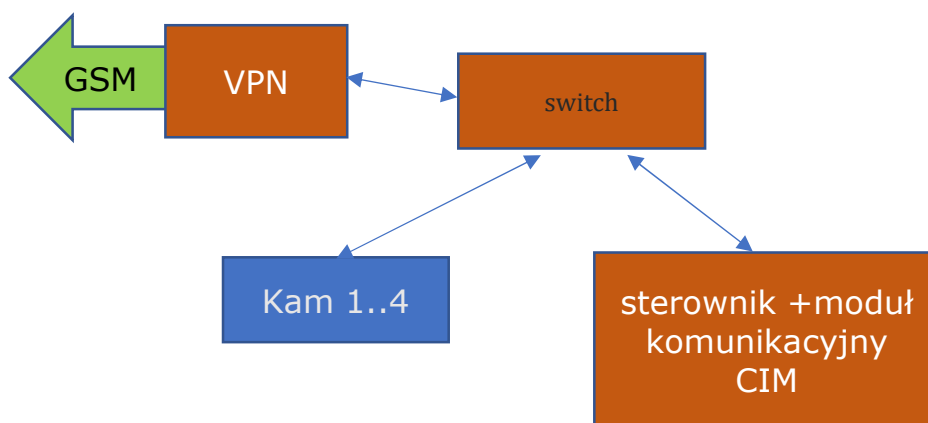 GSM
VPN
switch
Kam 1..4
sterownik +moduł
komunikacyjny
CIM